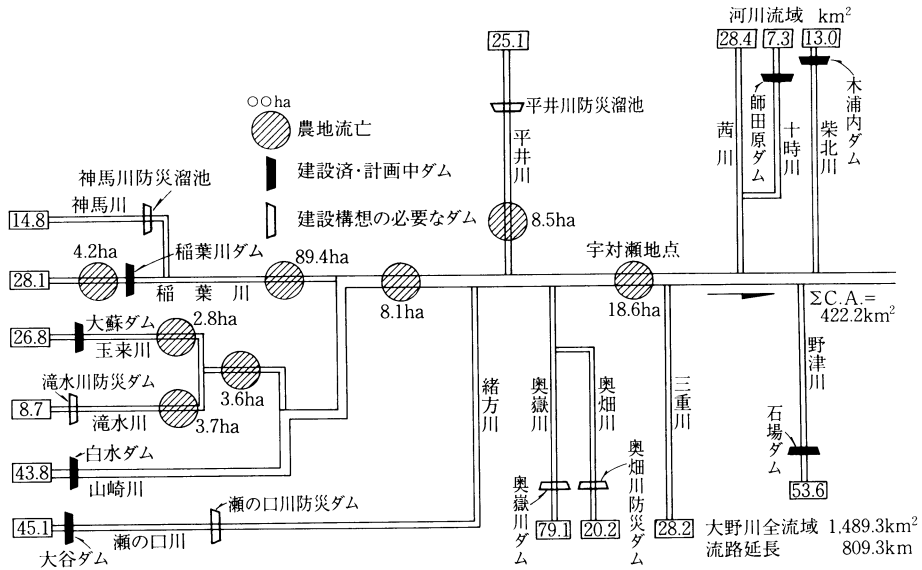 河川流域 km²
25.1
28.4
7.3
13.0
○○ha
農地流亡
建設済・計画中ダム
建設構想の必要なダム
平井川防災溜池
平井川
8.5ha
茜川
師田原ダム
十時川
柴北川
木浦内ダム
神馬川防災溜池
神馬川
14.8
4.2ha
稲葉川ダム
89.4ha
28.1
稲葉川
8.1ha
宇対瀬地点
18.6ha
ΣC.A.=
422.2km²
大蘇ダム
2.8ha
26.8
玉来川
滝水川防災ダム
3.6ha
8.7
滝水川
3.7ha
白水ダム
43.8
山崎川
瀬の口川防災ダム
45.1
瀬の口川
大谷ダム
緒方川
奥嶽川
奥畑川
三重川
野津川
石場ダム
奥嶽川ダム
奥畑川防災ダム
79.1
20.2
28.2
53.6
大野川全流域 1,489.3km²
流路延長 809.3km